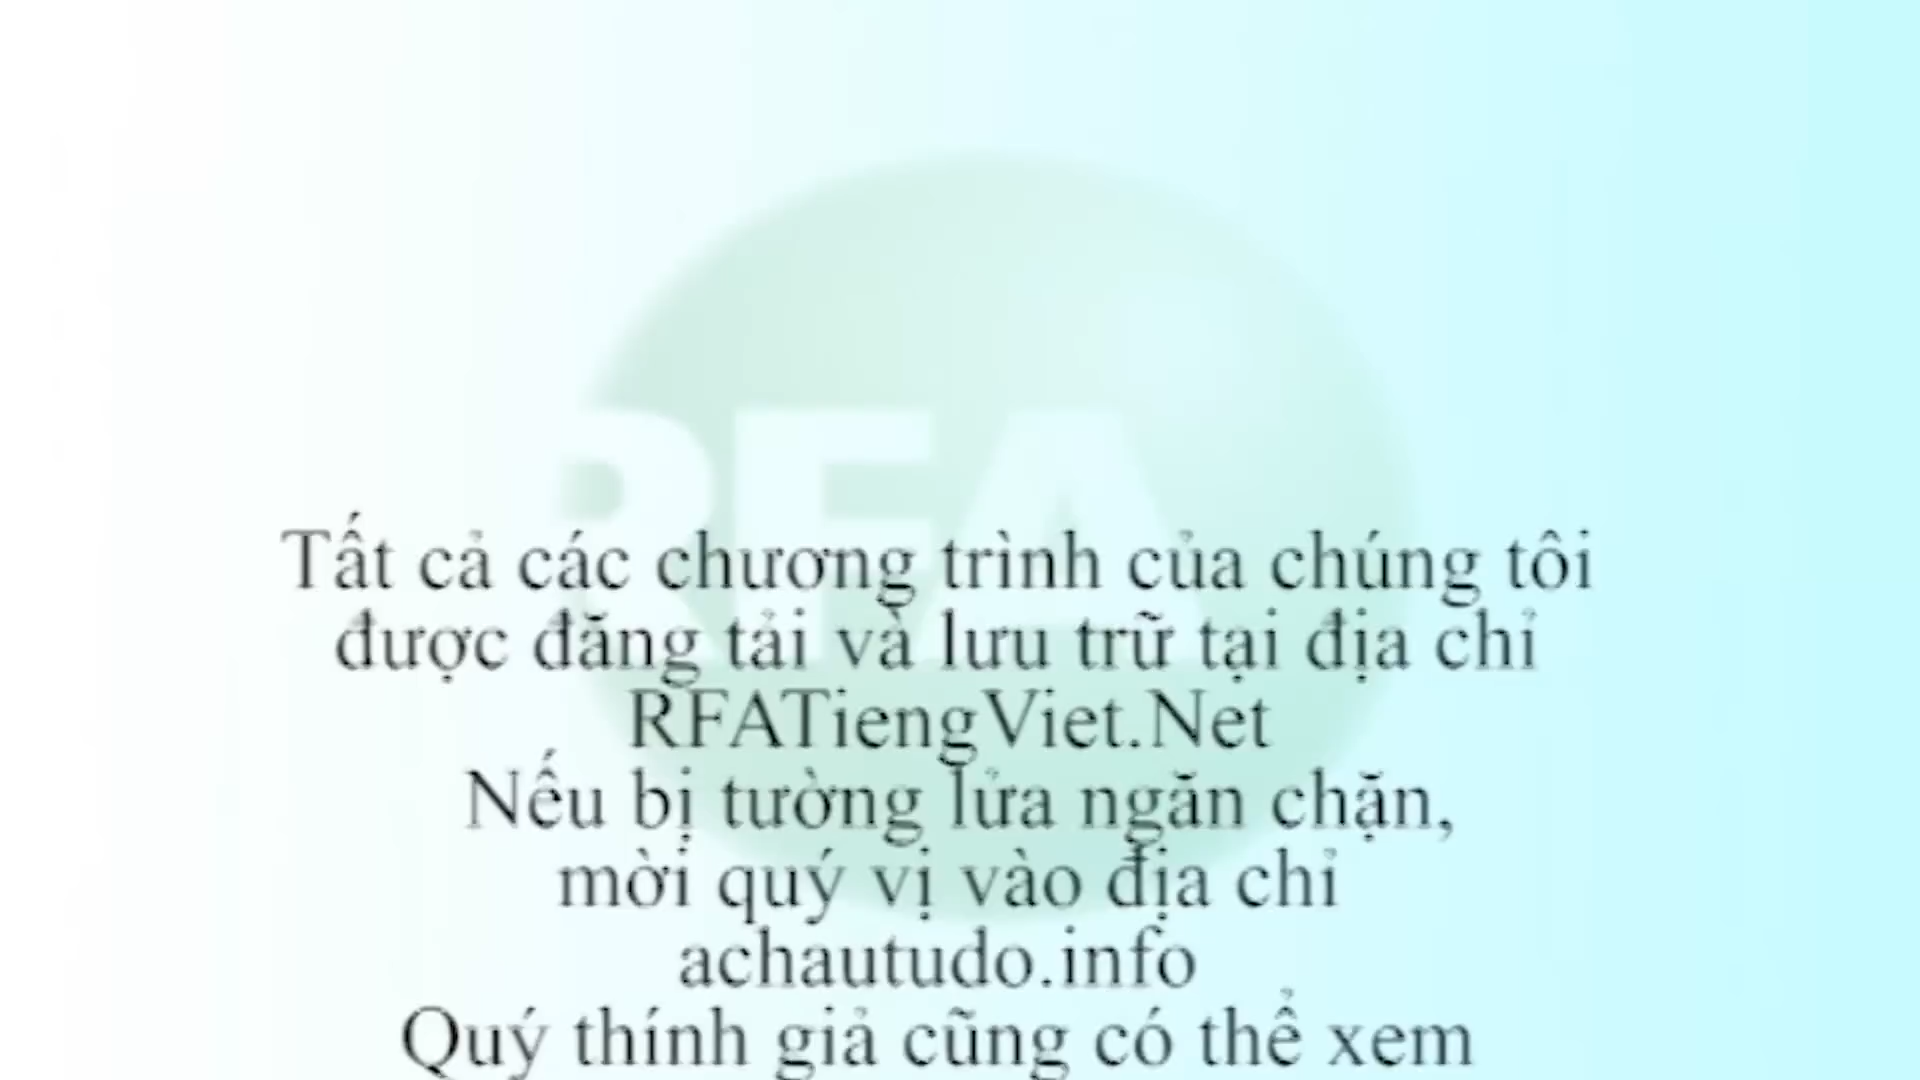 RFA
Tất cả các chương trình của chúng tôi
được đăng tải và lưu trữ tại địa chỉ
RFATiengViet.Net
Nếu bị tường lửa ngăn chặn,
mời quý vị vào địa chỉ
achautudo.info
Quý thính giả cũng có thể xem